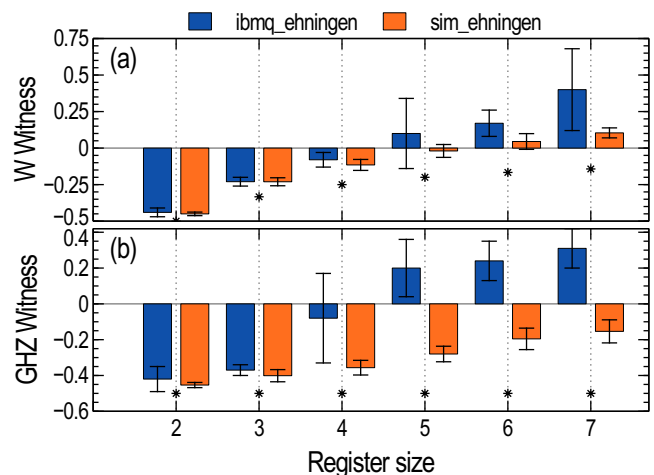 ibmq_ehningen sim_ehningen
(a)
W Witness
0.75
0.50
0.25
0
−0.25
−0.5
(b)
GHZ Witness
0.4
0.2
0
−0.2
−0.4
−0.6
2 3 4 5 6 7
Register size